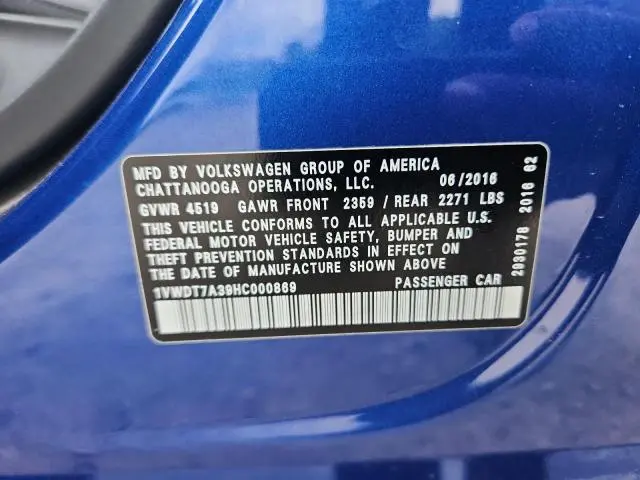 MFD BY VOLKSWAGEN GROUP OF AMERICA
CHATTANOOGA OPERATIONS, LLC. 06/2016
GVWR 4519 GAWR FRONT 2359 / REAR 2271 LBS
THIS VEHICLE CONFORMS TO ALL APPLICABLE U.S.
FEDERAL MOTOR VEHICLE SAFETY, BUMPER AND
THEFT PREVENTION STANDARDS IN EFFECT ON
THE DATE OF MANUFACTURE SHOWN ABOVE
1VWDT7A39HC000869 PASSENGER CAR
2930178 2016 62